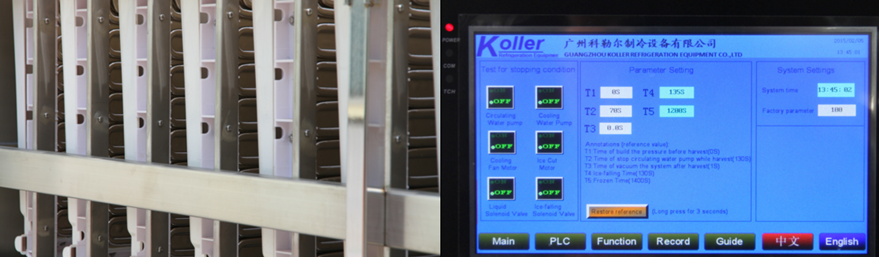 POWER
COM
Koller
Refrigeration Equipment
广州科勒尔制冷设备有限公司
GUANGZHOU KOLLER REFRIGERATION EQUIPMENT CO.,LTD
Test for stopping condition
Parameter Setting
System Settings
OFF OFF
Circulating Water pump
Cooling Water Pump
OFF OFF
Cooling Fan Motor
Ice Cut Motor
OFF OFF
Liquid Solenoid Valve
Ice-falling Solenoid Valve
T1 0S T4 135S
T2 70S T5 1200S
T3 0.0S
Annotations (reference value)
T1:Time of build the pressure before harvest(0S)
T2:Time of stop circulating water pump while harvest(130S)
T3:Time of vacuum the system after harvest(1S)
T4:Ice-falling Time(130S)
T5:Frozen Time(1400S)
Restore reference (Long press for 3 seconds)
System time 13:45: 02
Factory parameter 100
Main PLC Function Record Guide 中文 English